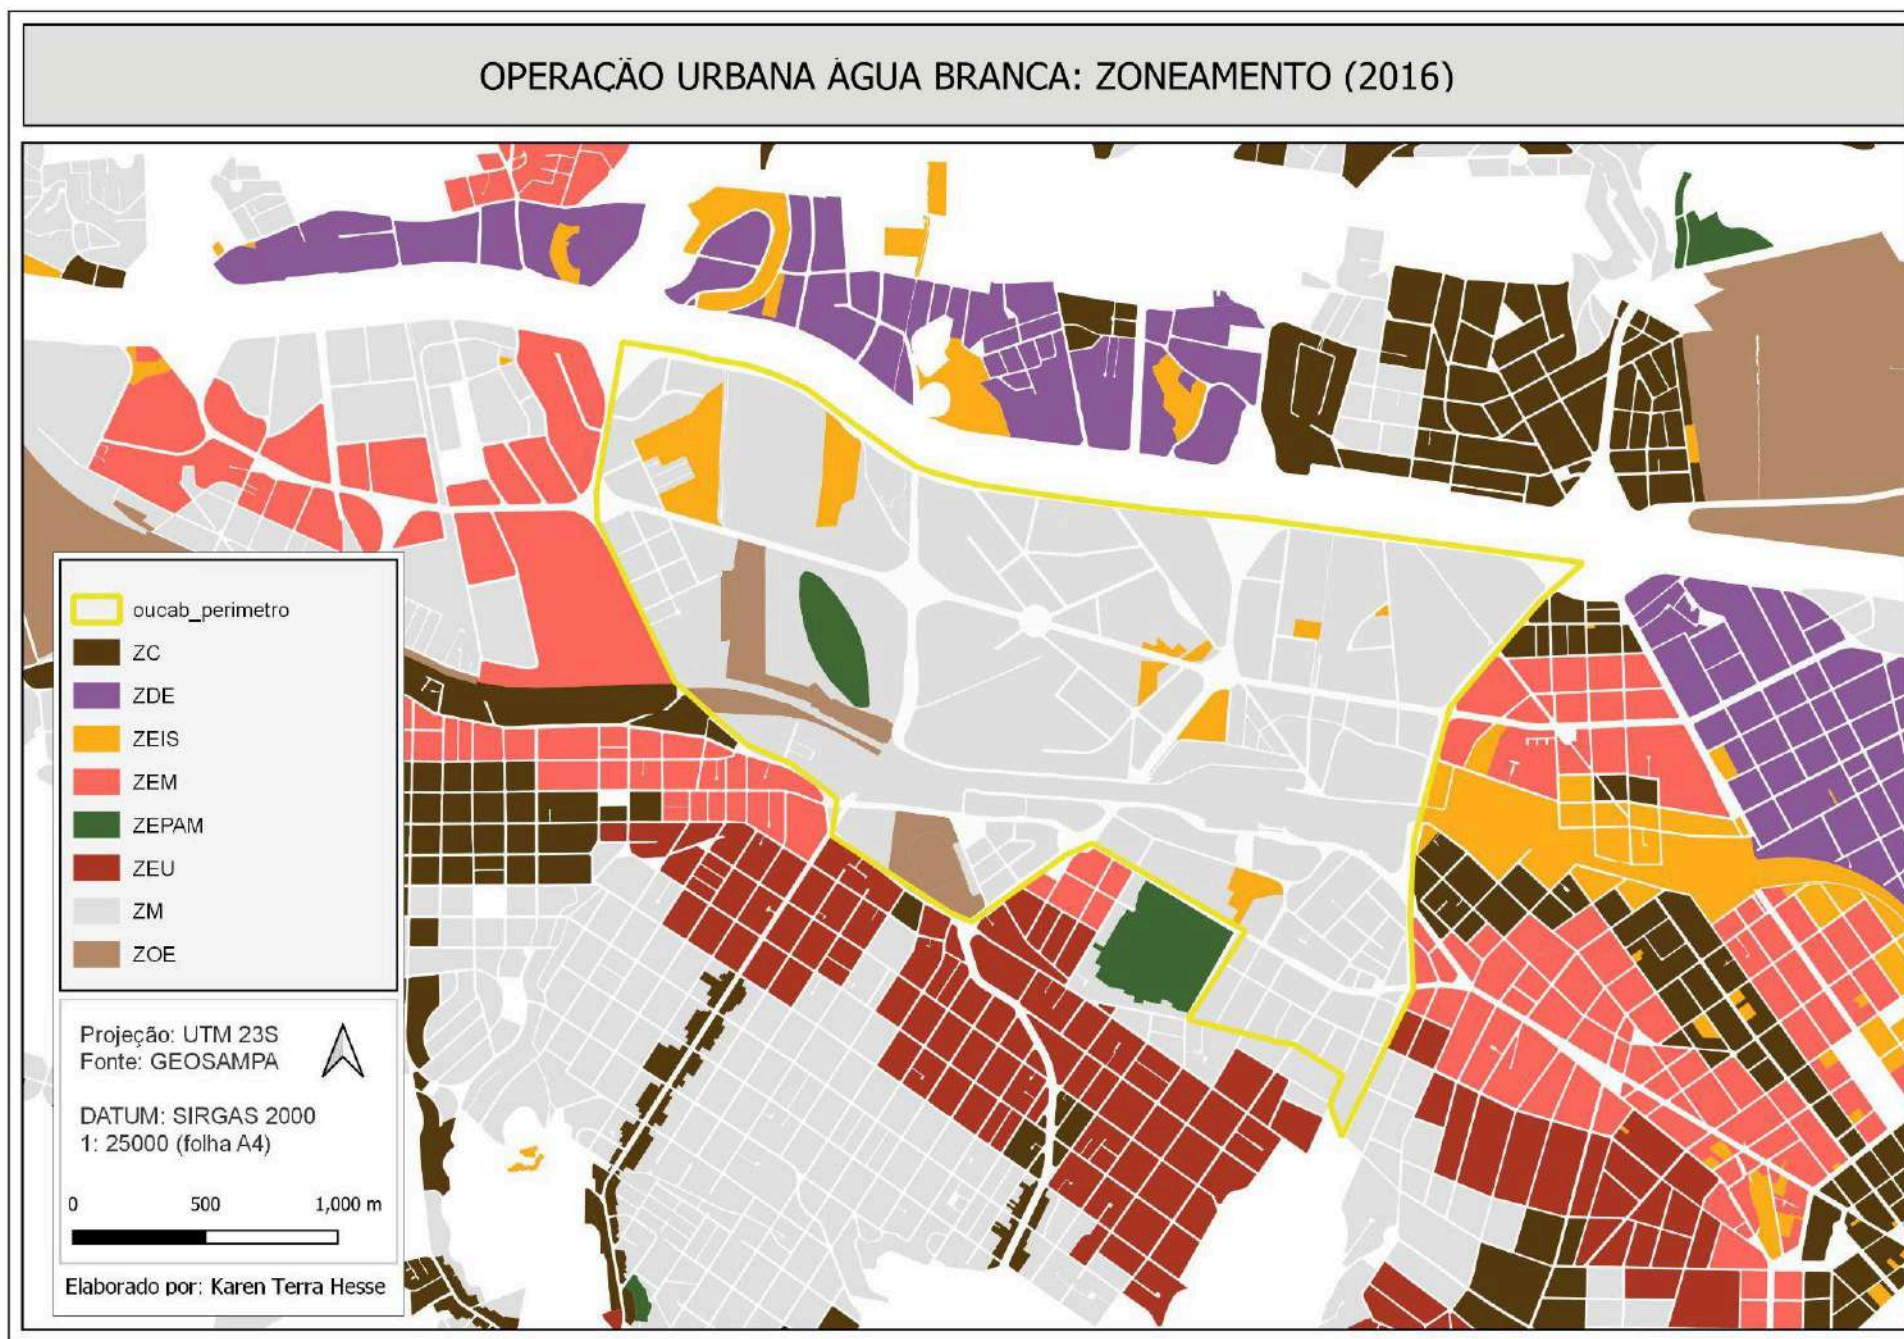 OPERAÇÃO URBANA ÁGUA BRANCA: ZONEAMENTO (2016)
oucab_perimetro
ZC
ZDE
ZEIS
ZEM
ZEPAM
ZEU
ZM
ZOE
Projeção: UTM 23S
Fonte: GEOSAMPA
DATUM: SIRGAS 2000
1: 25000 (folha A4)
0 500 1,000 m
Elaborado por: Karen Terra Hesse